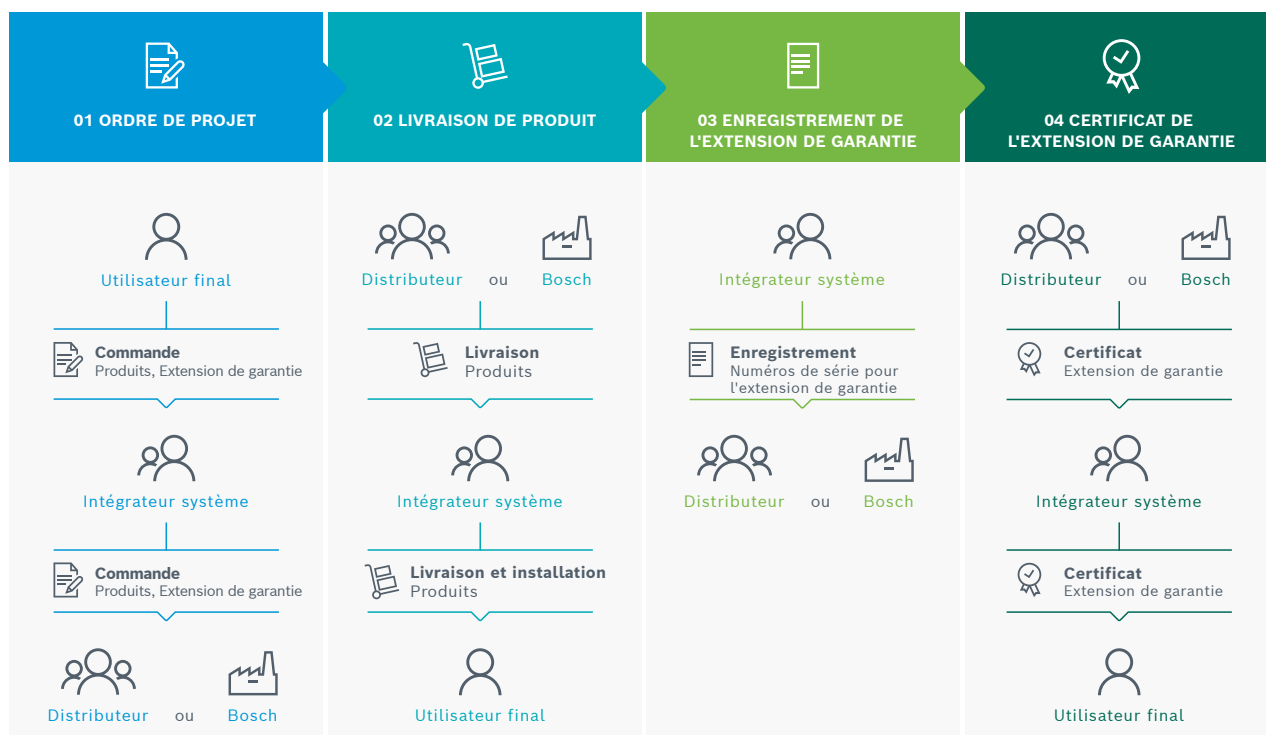 01 ORDRE DE PROJET
Utilisateur final
Commande
Produits, Extension de garantie
Intégrateur système
Commande
Produits, Extension de garantie
Distributeur ou Bosch
02 LIVRAISON DE PRODUIT
Distributeur ou Bosch
Livraison
Produits
Intégrateur système
Livraison et installation
Produits
Utilisateur final
03 ENREGISTREMENT DE
L'EXTENSION DE GARANTIE
Intégrateur système
Enregistrement
Numéros de série pour
l'extension de garantie
Distributeur ou Bosch
04 CERTIFICAT DE
L'EXTENSION DE GARANTIE
Distributeur ou Bosch
Certificat
Extension de garantie
Intégrateur système
Certificat
Extension de garantie
Utilisateur final